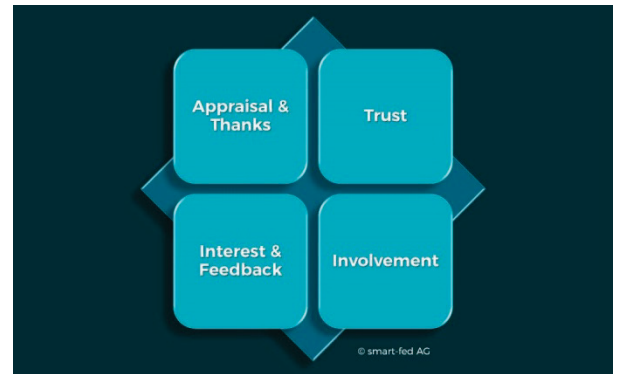 Appraisal &
Thanks
Trust
Interest &
Feedback
Involvement
© smart-fed AG